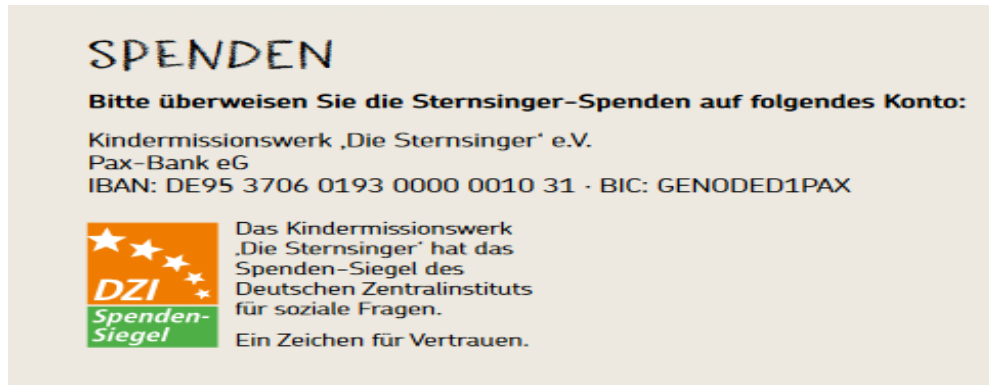 SPENDEN
Bitte überweisen Sie die Sternsinger-Spenden auf folgendes Konto:
Kindermissionswerk ‚Die Sternsinger‘ e.V.
Pax-Bank eG
IBAN: DE95 3706 0193 0000 0010 31 · BIC: GENODED1PAX
DZI
Spenden-
Siegel
Das Kindermissionswerk
‚Die Sternsinger‘ hat das
Spenden-Siegel des
Deutschen Zentralinstituts
für soziale Fragen.
Ein Zeichen für Vertrauen.